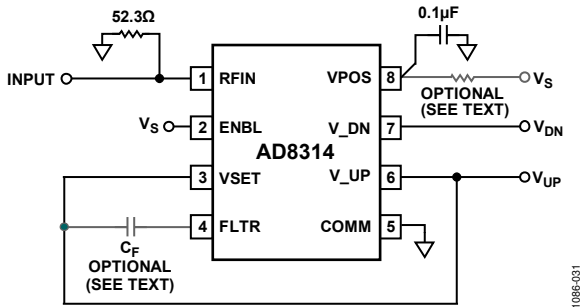 52.3Ω
0.1µF
INPUT
1 RFIN
VPOS 8
VS
OPTIONAL
(SEE TEXT)
VS
2 ENBL
V_DN 7
VDN
AD8314
3 VSET
V_UP 6
VUP
4 FLTR
COMM 5
CF
OPTIONAL
(SEE TEXT)
1086-031